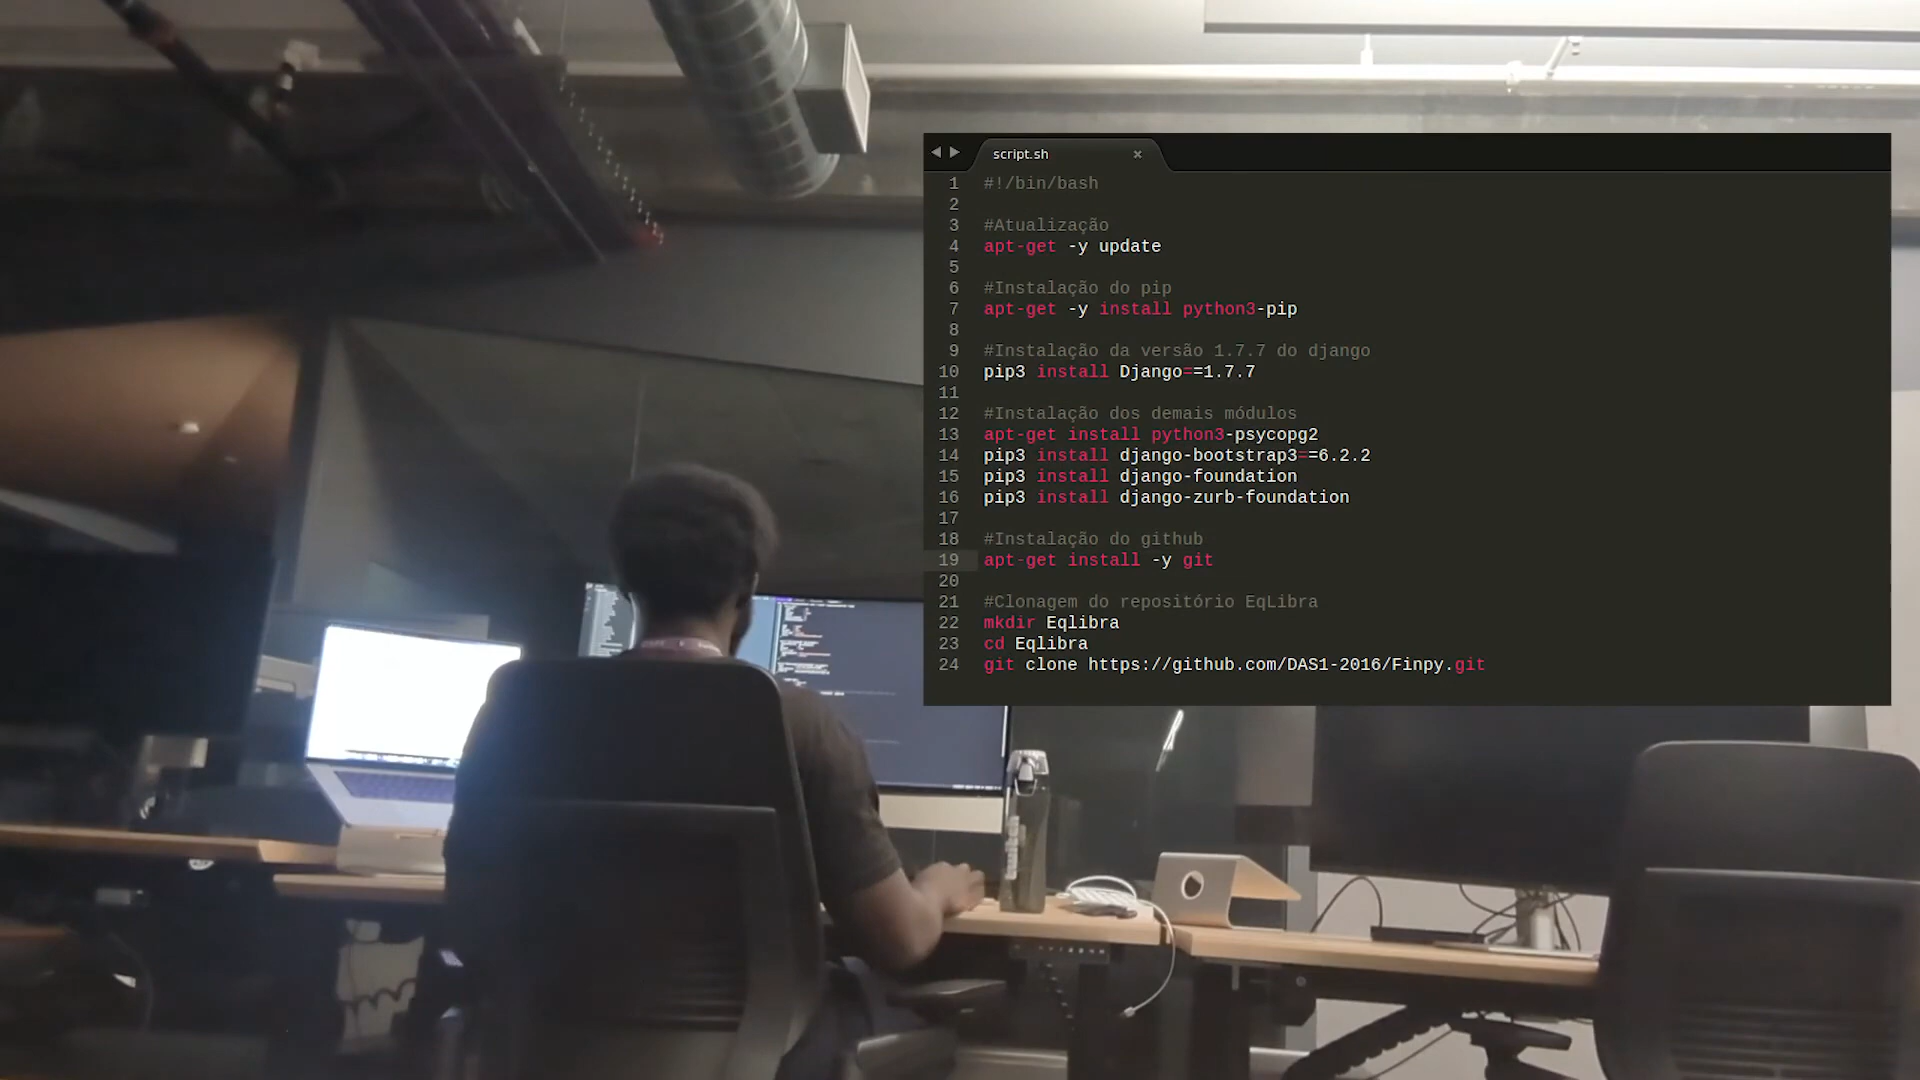 script.sh
1 #!/bin/bash
2
3 #Atualização
4 apt-get -y update
5
6 #Instalação do pip
7 apt-get -y install python3-pip
8
9 #Instalação da versão 1.7.7 do django
10 pip3 install Django==1.7.7
11
12 #Instalação dos demais módulos
13 apt-get install python3-psycopg2
14 pip3 install django-bootstrap3==6.2.2
15 pip3 install django-foundation
16 pip3 install django-zurb-foundation
17
18 #Instalação do github
19 apt-get install -y git
20
21 #Clonagem do repositório EqLibra
22 mkdir Eqlibra
23 cd Eqlibra
24 git clone https://github.com/DAS1-2016/Finpy.git